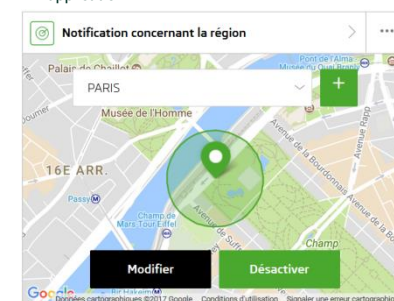 Notification concernant la région
Pont de l'Alma
Palais de Chaillot
PARIS
+
Musée de l'Homme
Avenue Rapp
Avenue de la Bourdonnais
16E ARR.
Passy
Champ de
Mars Tour Eiffel
Avenue de Suffren
Champ
Modifier
Désactiver
Bir-Hakeim
Google
Données cartographiques ©2017 Google Conditions d'utilisation Signaler une erreur cartographique